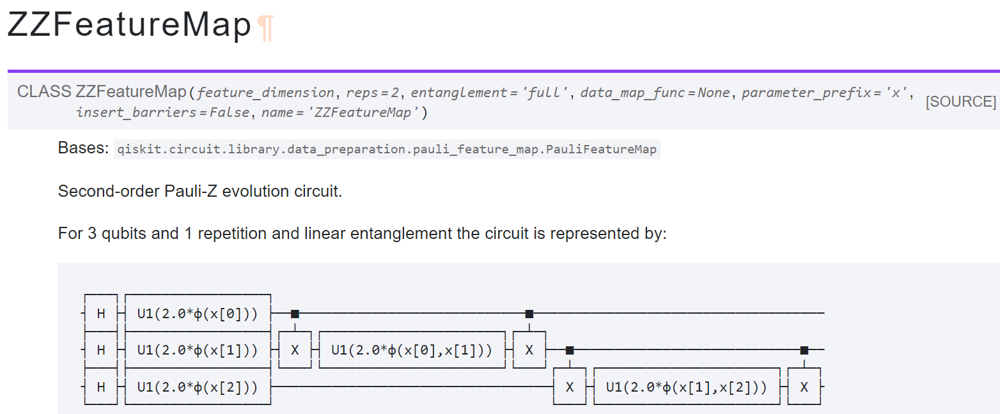 ZZFeatureMap¶
CLASS ZZFeatureMap(feature_dimension, reps=2, entanglement='full', data_map_func=None, parameter_prefix='x',
insert_barriers=False, name='ZZFeatureMap')
[SOURCE]
Bases: qiskit.circuit.library.data_preparation.pauli_feature_map.PauliFeatureMap
Second-order Pauli-Z evolution circuit.
For 3 qubits and 1 repetition and linear entanglement the circuit is represented by:
H U1(2.0*φ(x[0]))
H U1(2.0*φ(x[1])) X U1(2.0*φ(x[0],x[1])) X
H U1(2.0*φ(x[2])) X U1(2.0*φ(x[1],x[2])) X